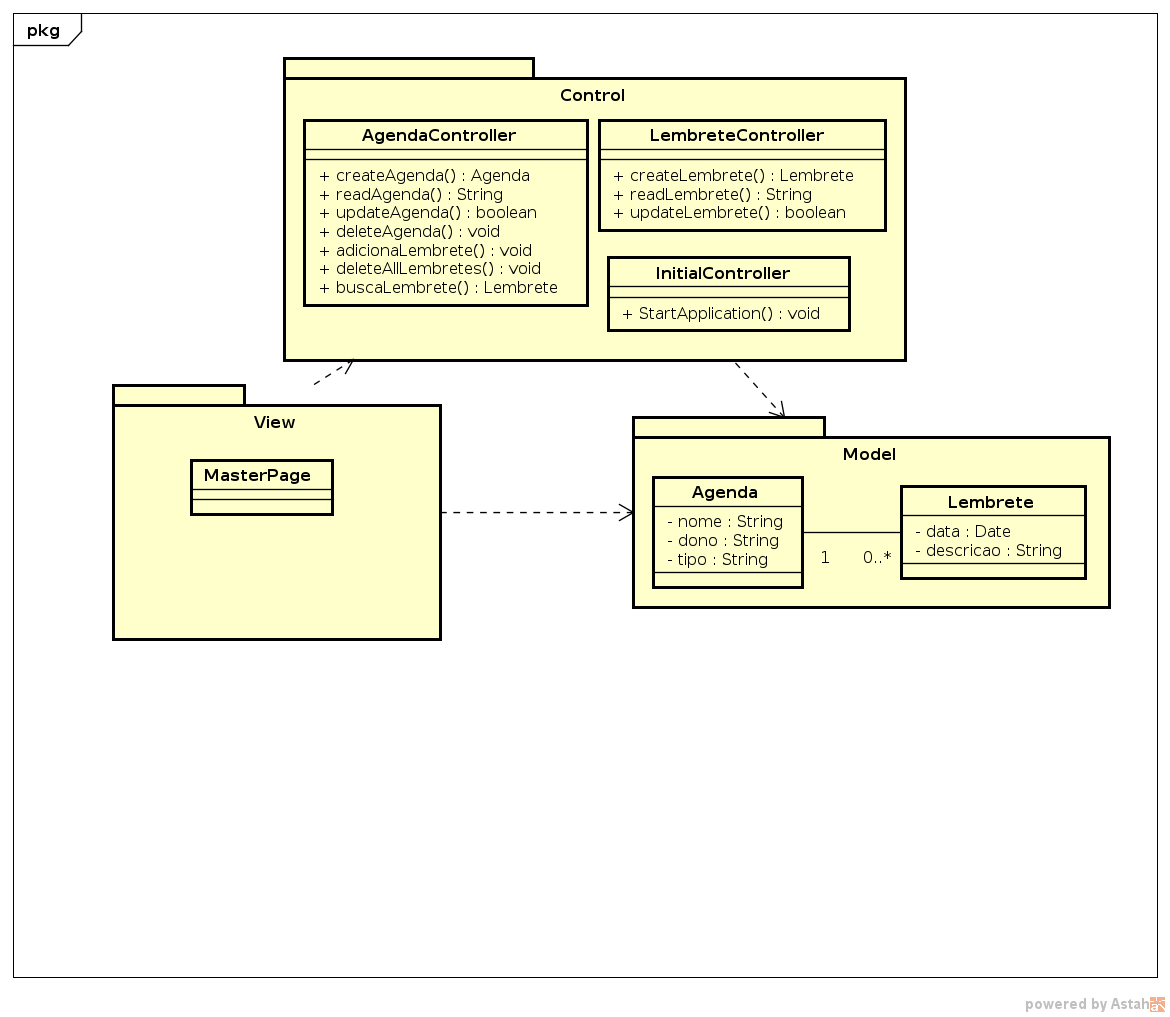 pkg
Control
AgendaController
+ createAgenda() : Agenda
+ readAgenda() : String
+ updateAgenda() : boolean
+ deleteAgenda() : void
+ adicionaLembrete() : void
+ deleteAllLembretes() : void
+ buscaLembrete() : Lembrete
LembreteController
+ createLembrete() : Lembrete
+ readLembrete() : String
+ updateLembrete() : boolean
InitialController
+ StartApplication() : void
View
MasterPage
Model
Agenda
- nome : String
- dono : String
- tipo : String
1
0..*
Lembrete
- data : Date
- descricao : String
powered by Astah